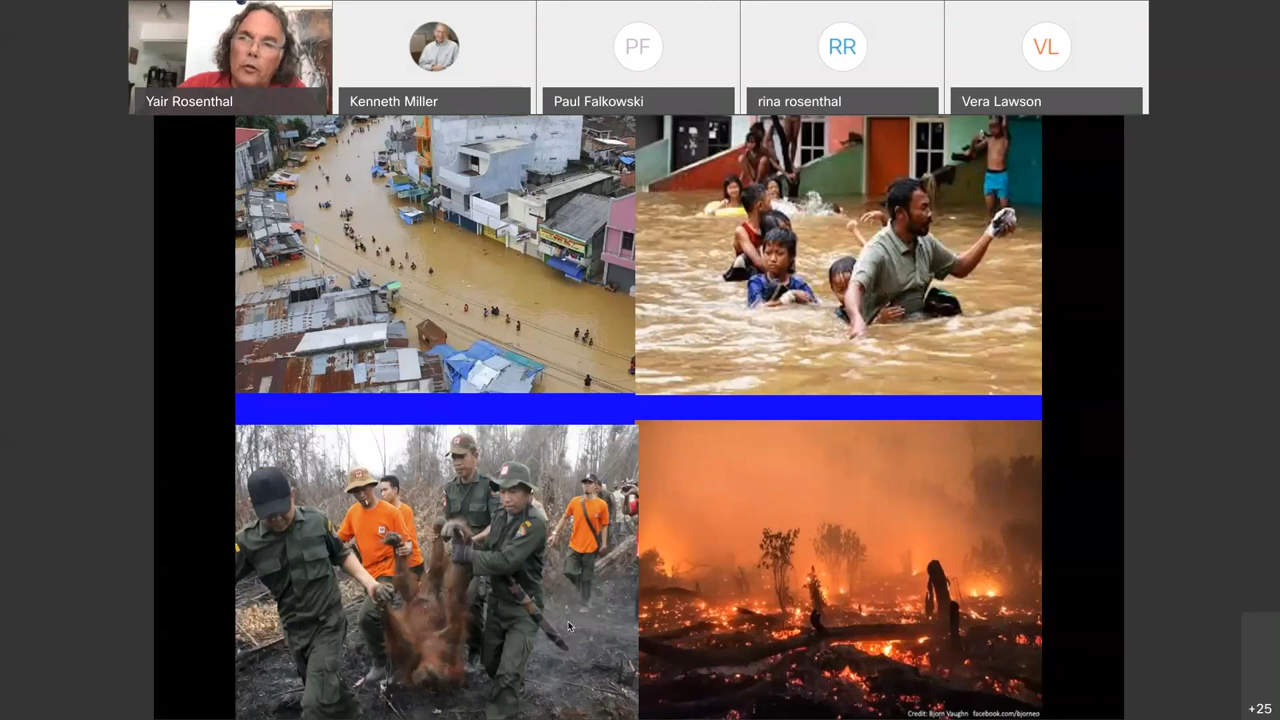 Yair Rosenthal
Kenneth Miller
PF
Paul Falkowski
RR
rina rosenthal
VL
Vera Lawson
Credit: Bjorn Vaughn facebook.com/bjorneo
+25